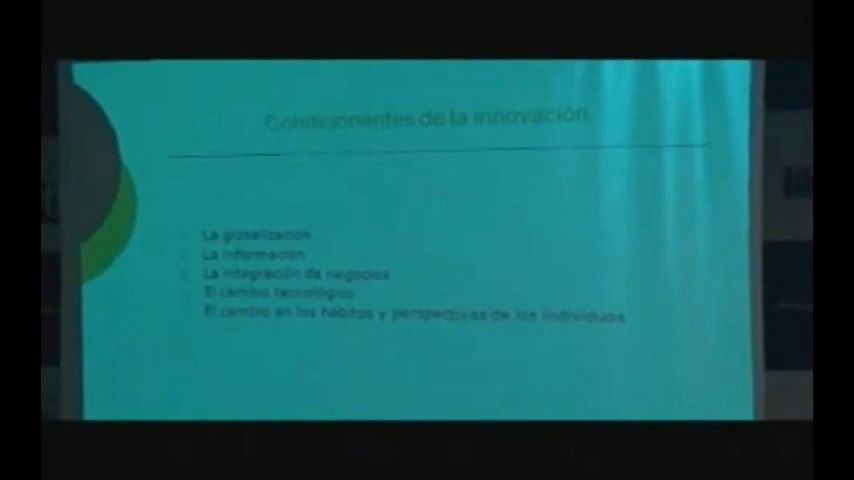 Condicionantes de la innovación
La globalización
La información
La integración de negocios
El cambio tecnológico
El cambio en los hábitos y perspectivas de los individuos